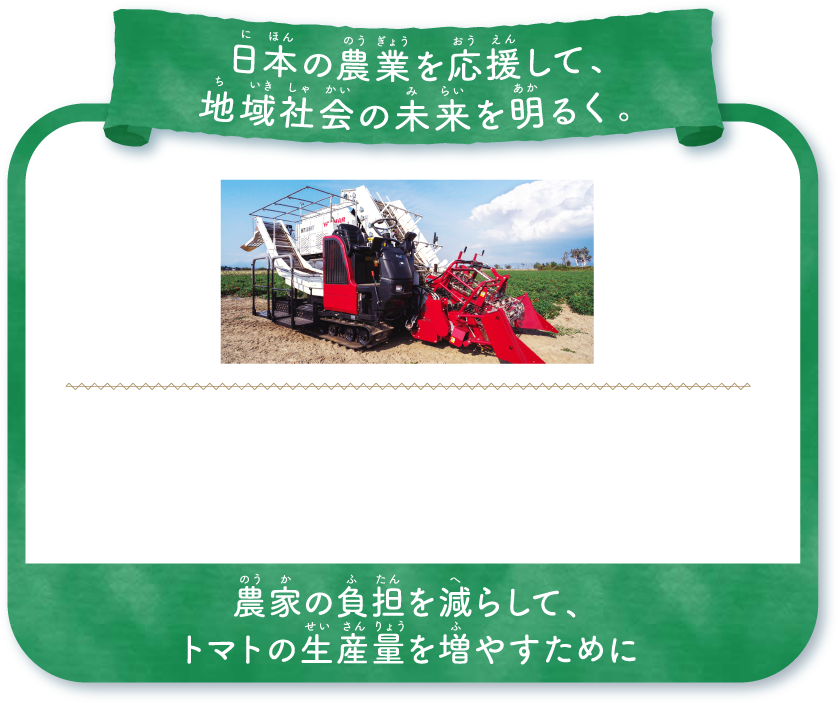 日本の農業を応援して、
地域社会の未来を明るく。
農家の負担を減らして、
トマトの生産量を増やすために